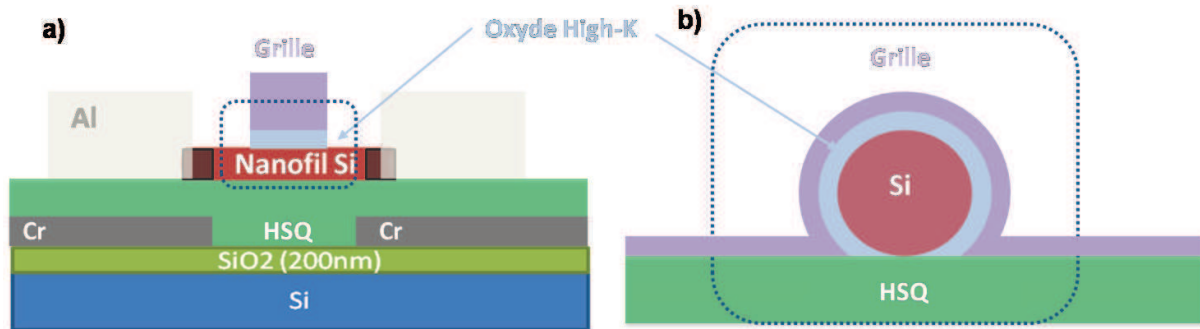 a)
Grille
Oxyde High-K
Al
Nanofil Si
Cr
HSQ
Cr
SiO2 (200nm)
Si
b)
Grille
Si
HSQ